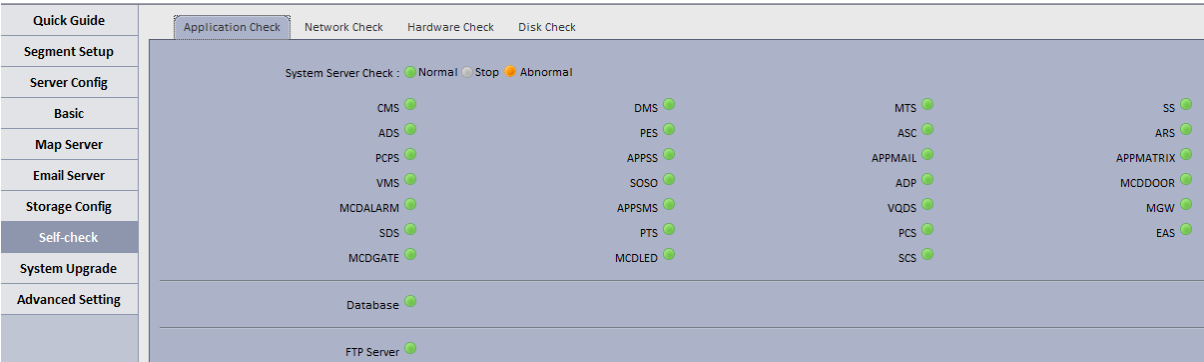 Quick Guide
Segment Setup
Server Config
Basic
Map Server
Email Server
Storage Config
Self-check
System Upgrade
Advanced Setting
Application Check Network Check Hardware Check Disk Check
System Server Check : Normal Stop Abnormal
CMS DMS MTS SS
ADS PES ASC ARS
PCPS APPSS APPMAIL APPMATRIX
VMS SOSO ADP MCDDOOR
MCDALARM APPSMS VQDS MGW
SDS PTS PCS EAS
MCDGATE MCDLED SCS
Database
FTP Server